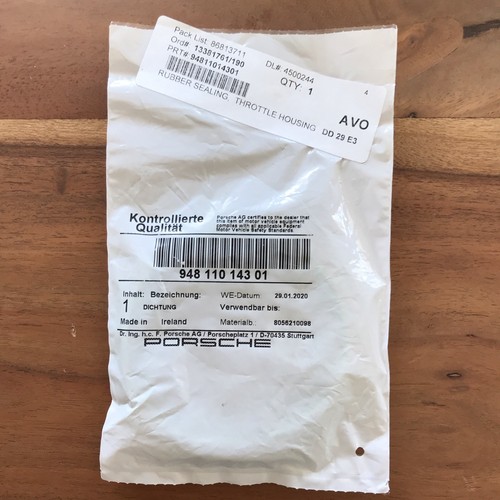 Pack List: 86813711
Ord# 13381761/190
PRT# 94811014301
DL# 4500244
QTY: 1
4
RUBBER SEALING, THROTTLE HOUSING
AVO
DD 29 E3
Kontrollierte
Qualität
Porsche AG certifies to the dealer that
this item of motor vehicle equipment
complies with all applicable Federal
Motor Vehicle Safety Standards.
948 110 143 01
Inhalt: Bezeichnung: WE-Datum: 29.01.2020
1 DICHTUNG Verwendbar bis:
Made in Ireland Materialb.: 8056210098
Dr. Ing. h.c. F. Porsche AG / Porscheplatz 1 / D-70435 Stuttgart
PORSCHE